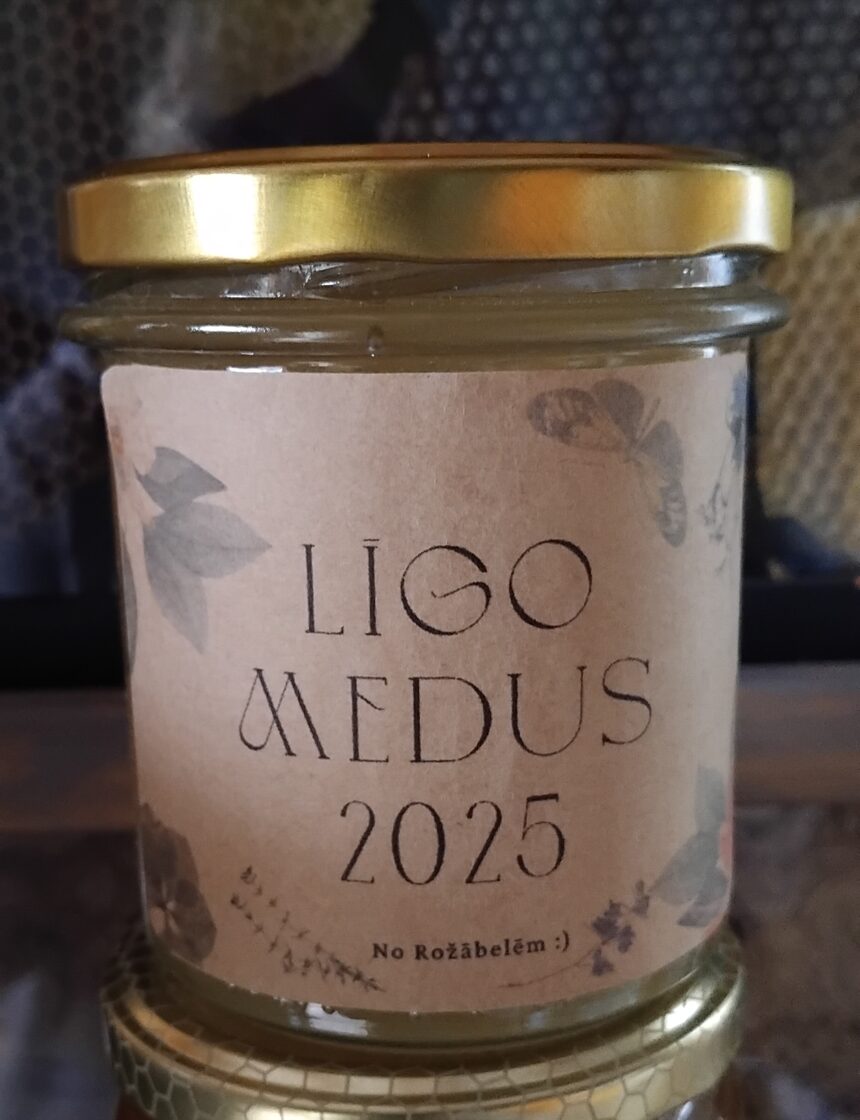 LĪGO
MEDUS
2025
No Rožābelēm :)